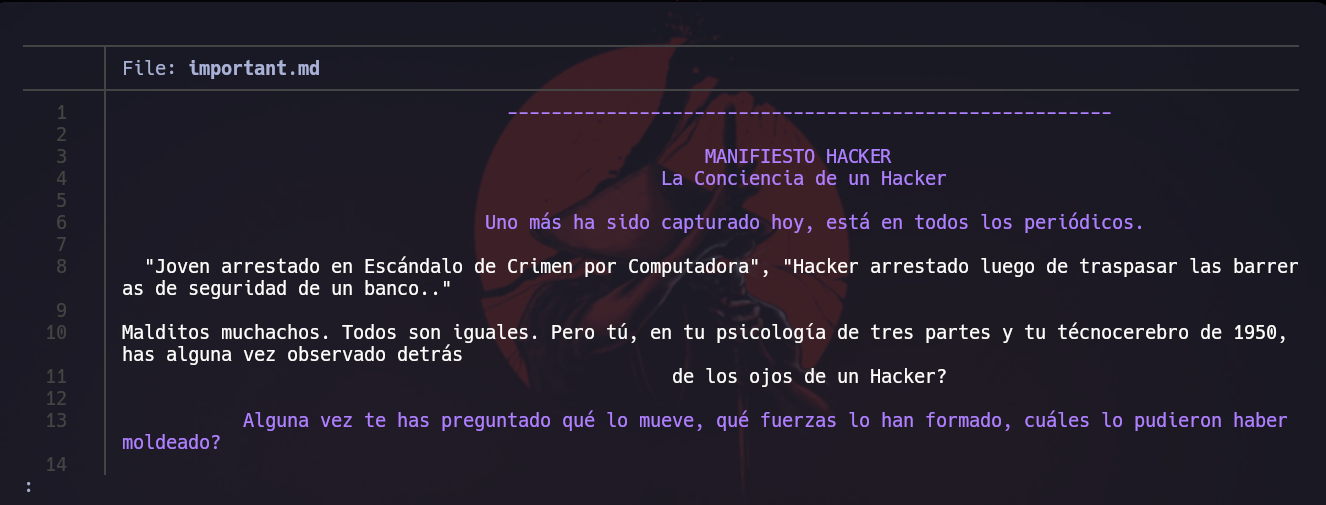 File: important.md
1 -------------------------------------------------------
2
3 MANIFIESTO HACKER
4 La Conciencia de un Hacker
5
6 Uno más ha sido capturado hoy, está en todos los periódicos.
7
8 "Joven arrestado en Escándalo de Crimen por Computadora", "Hacker arrestado luego de traspasar las barrer
as de seguridad de un banco.."
9
10 Malditos muchachos. Todos son iguales. Pero tú, en tu psicología de tres partes y tu técnocerebro de 1950,
has alguna vez observado detrás
11 de los ojos de un Hacker?
12
13 Alguna vez te has preguntado qué lo mueve, qué fuerzas lo han formado, cuáles lo pudieron haber
moldeado?
14
: